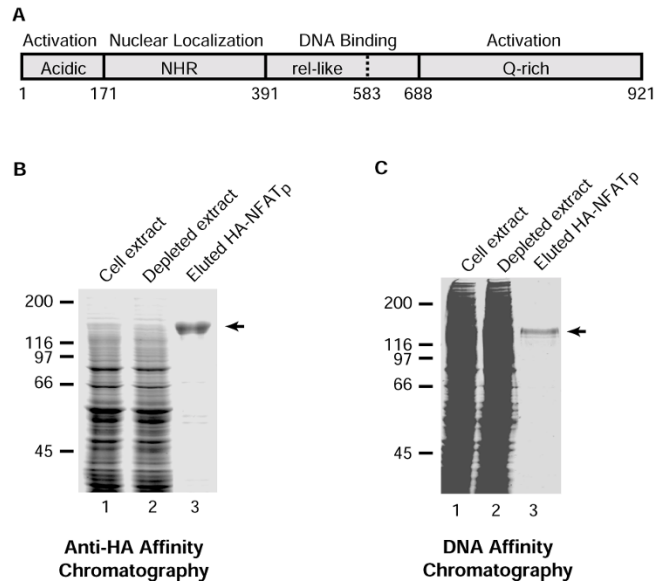 A
Activation Nuclear Localization DNA Binding Activation
Acidic NHR rel-like Q-rich
1 171 391 583 688 921
B
Cell extract
Depleted extract
Eluted HA-NFATp
200
116
97
66
45
1 2 3
Anti-HA Affinity
Chromatography
C
Cell extract
Depleted extract
Eluted HA-NFATp
200
116
97
66
45
1 2 3
DNA Affinity
Chromatography